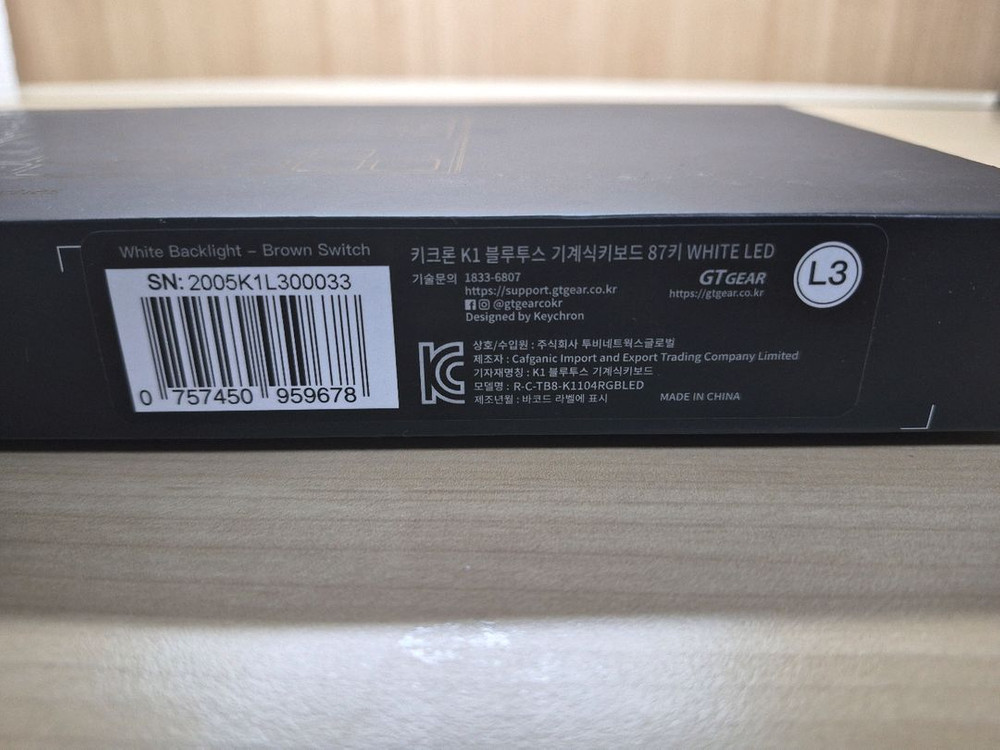 White Backlight – Brown Switch
SN: 2005K1L300033
0 757450 959678
키크론 K1 블루투스 기계식키보드 87키 WHITE LED
기술문의 1833-6807
https://support.gtgear.co.kr
@gtgearcokr
Designed by Keychron
GTGEAR
https://gtgear.co.kr
L3
상호/수입원 : 주식회사 투비네트웍스글로벌
제조자 : Cafganic Import and Export Trading Company Limited
기자재명칭 : K1 블루투스 기계식키보드
모델명 : R-C-TB8-K1104RGBLED
제조년월 : 바코드 라벨에 표시
MADE IN CHINA